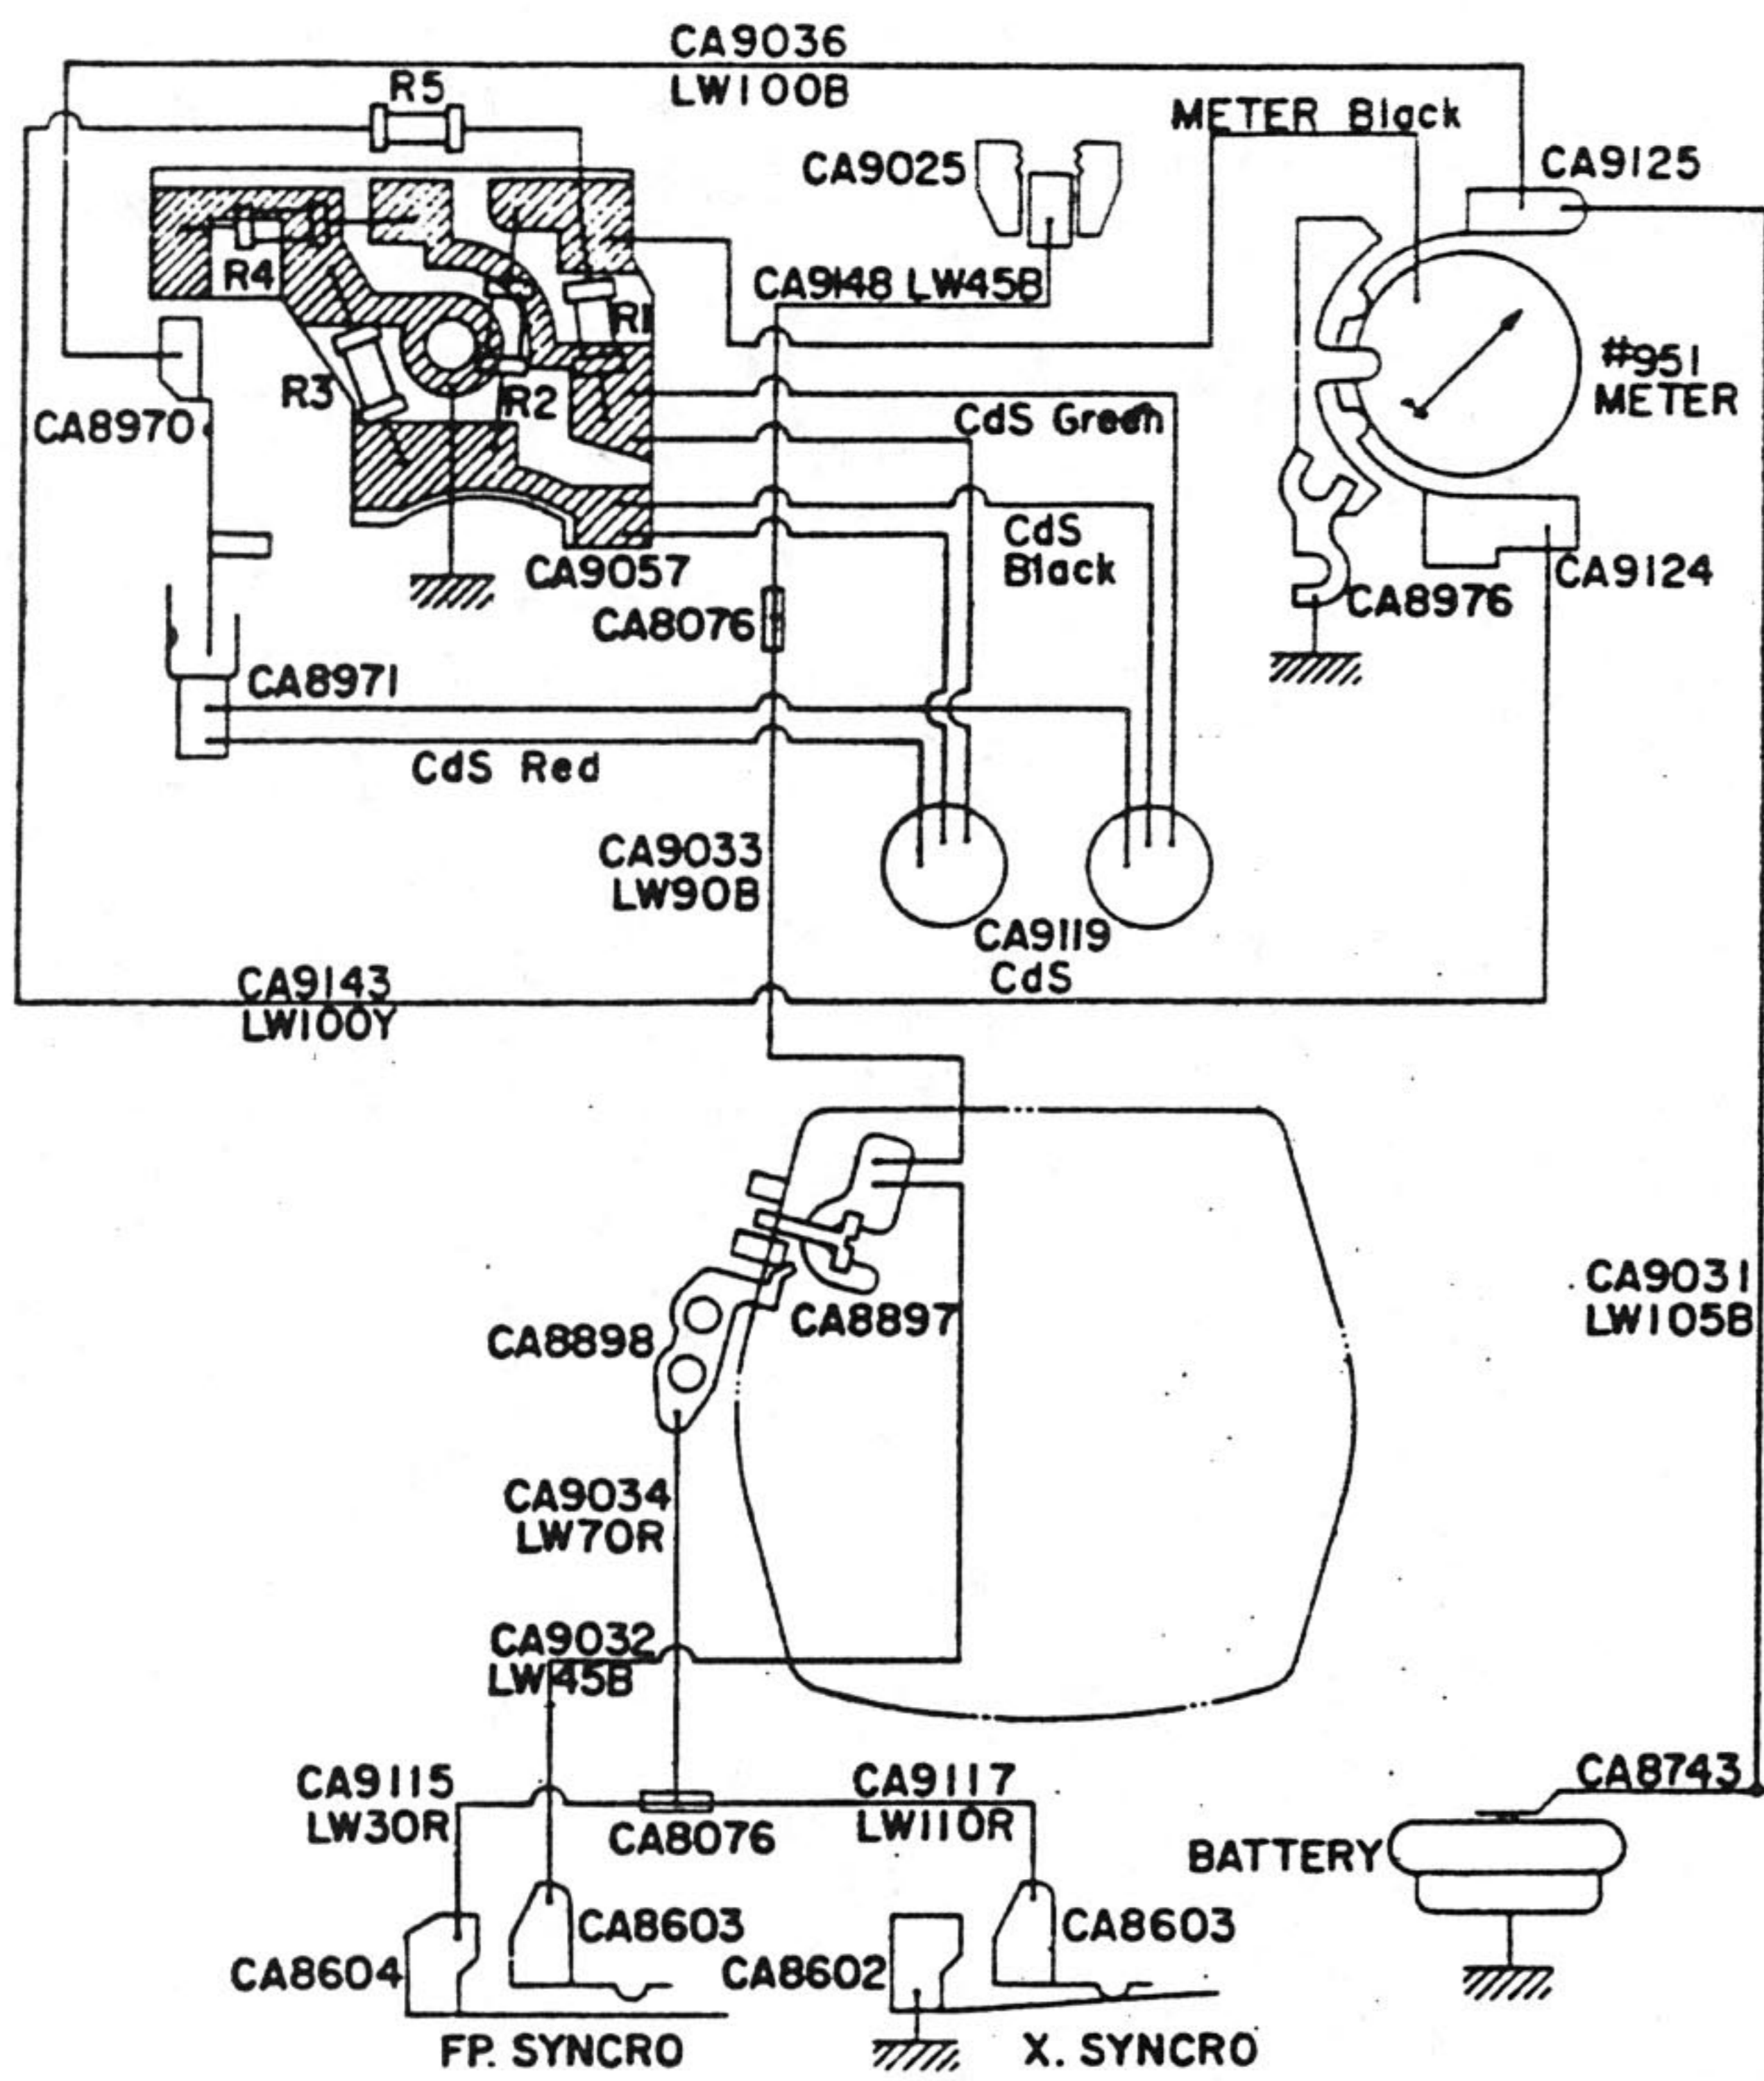 CA9036
LW100B
R5
METER Black
CA9025
CA9125
R4
CA9148 LW45B
R1
#951
METER
R3
R2
CA8970
CdS Green
CdS
Black
CA9057
CA9124
CA8976
CA8076
CA8971
CdS Red
CA9033
LW90B
CA9119
CdS
CA9143
LW100Y
CA9031
LW105B
CA8897
CA8898
CA9034
LW70R
CA9032
LW45B
CA8743
CA9115
LW30R
CA9117
LW110R
CA8076
BATTERY
CA8603
CA8603
CA8604
CA8602
FP. SYNCRO
X. SYNCRO